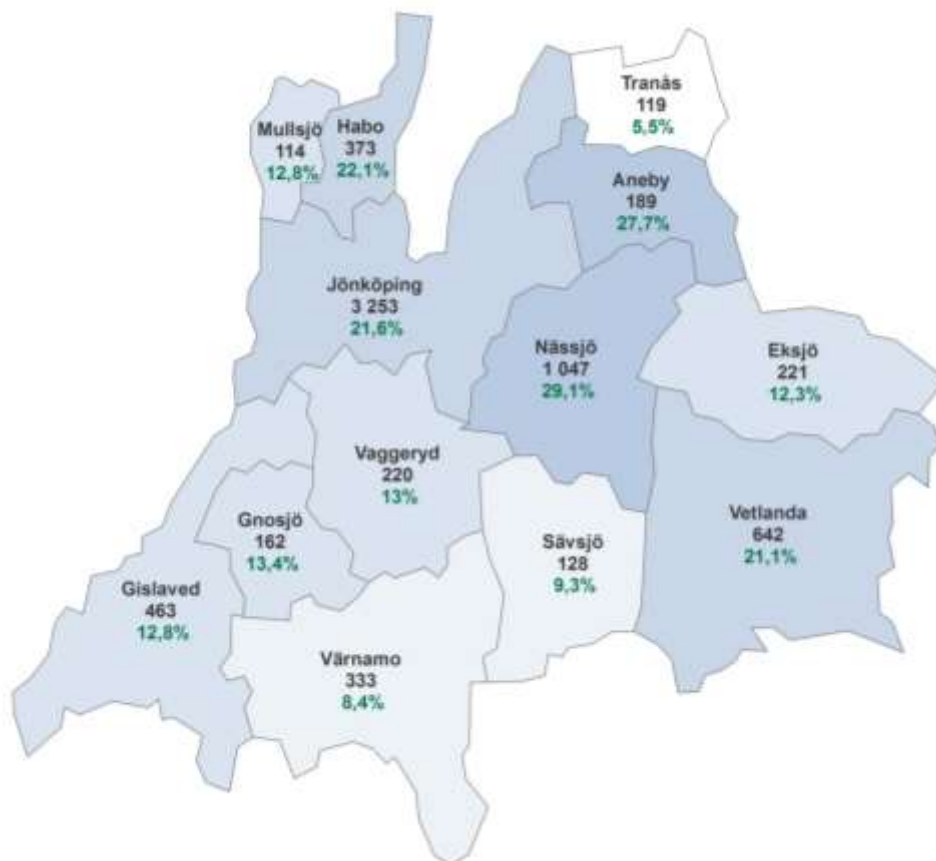 Tranås
119
5,5%
Mullsjö
114
12,8%
Habo
373
22,1%
Aneby
189
27,7%
Jönköping
3 253
21,6%
Nässjö
1 047
29,1%
Eksjö
221
12,3%
Vaggeryd
220
13%
Gnosjö
162
13,4%
Sävsjö
128
9,3%
Vetlanda
642
21,1%
Gislaved
463
12,8%
Värnamo
333
8,4%